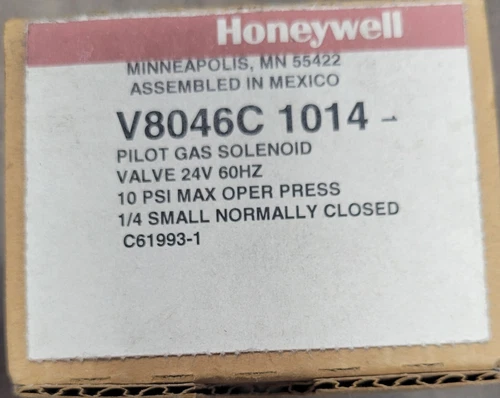 Honeywell
MINNEAPOLIS, MN 55422
ASSEMBLED IN MEXICO
V8046C 1014
PILOT GAS SOLENOID
VALVE 24V 60HZ
10 PSI MAX OPER PRESS
1/4 SMALL NORMALLY CLOSED
C61993-1